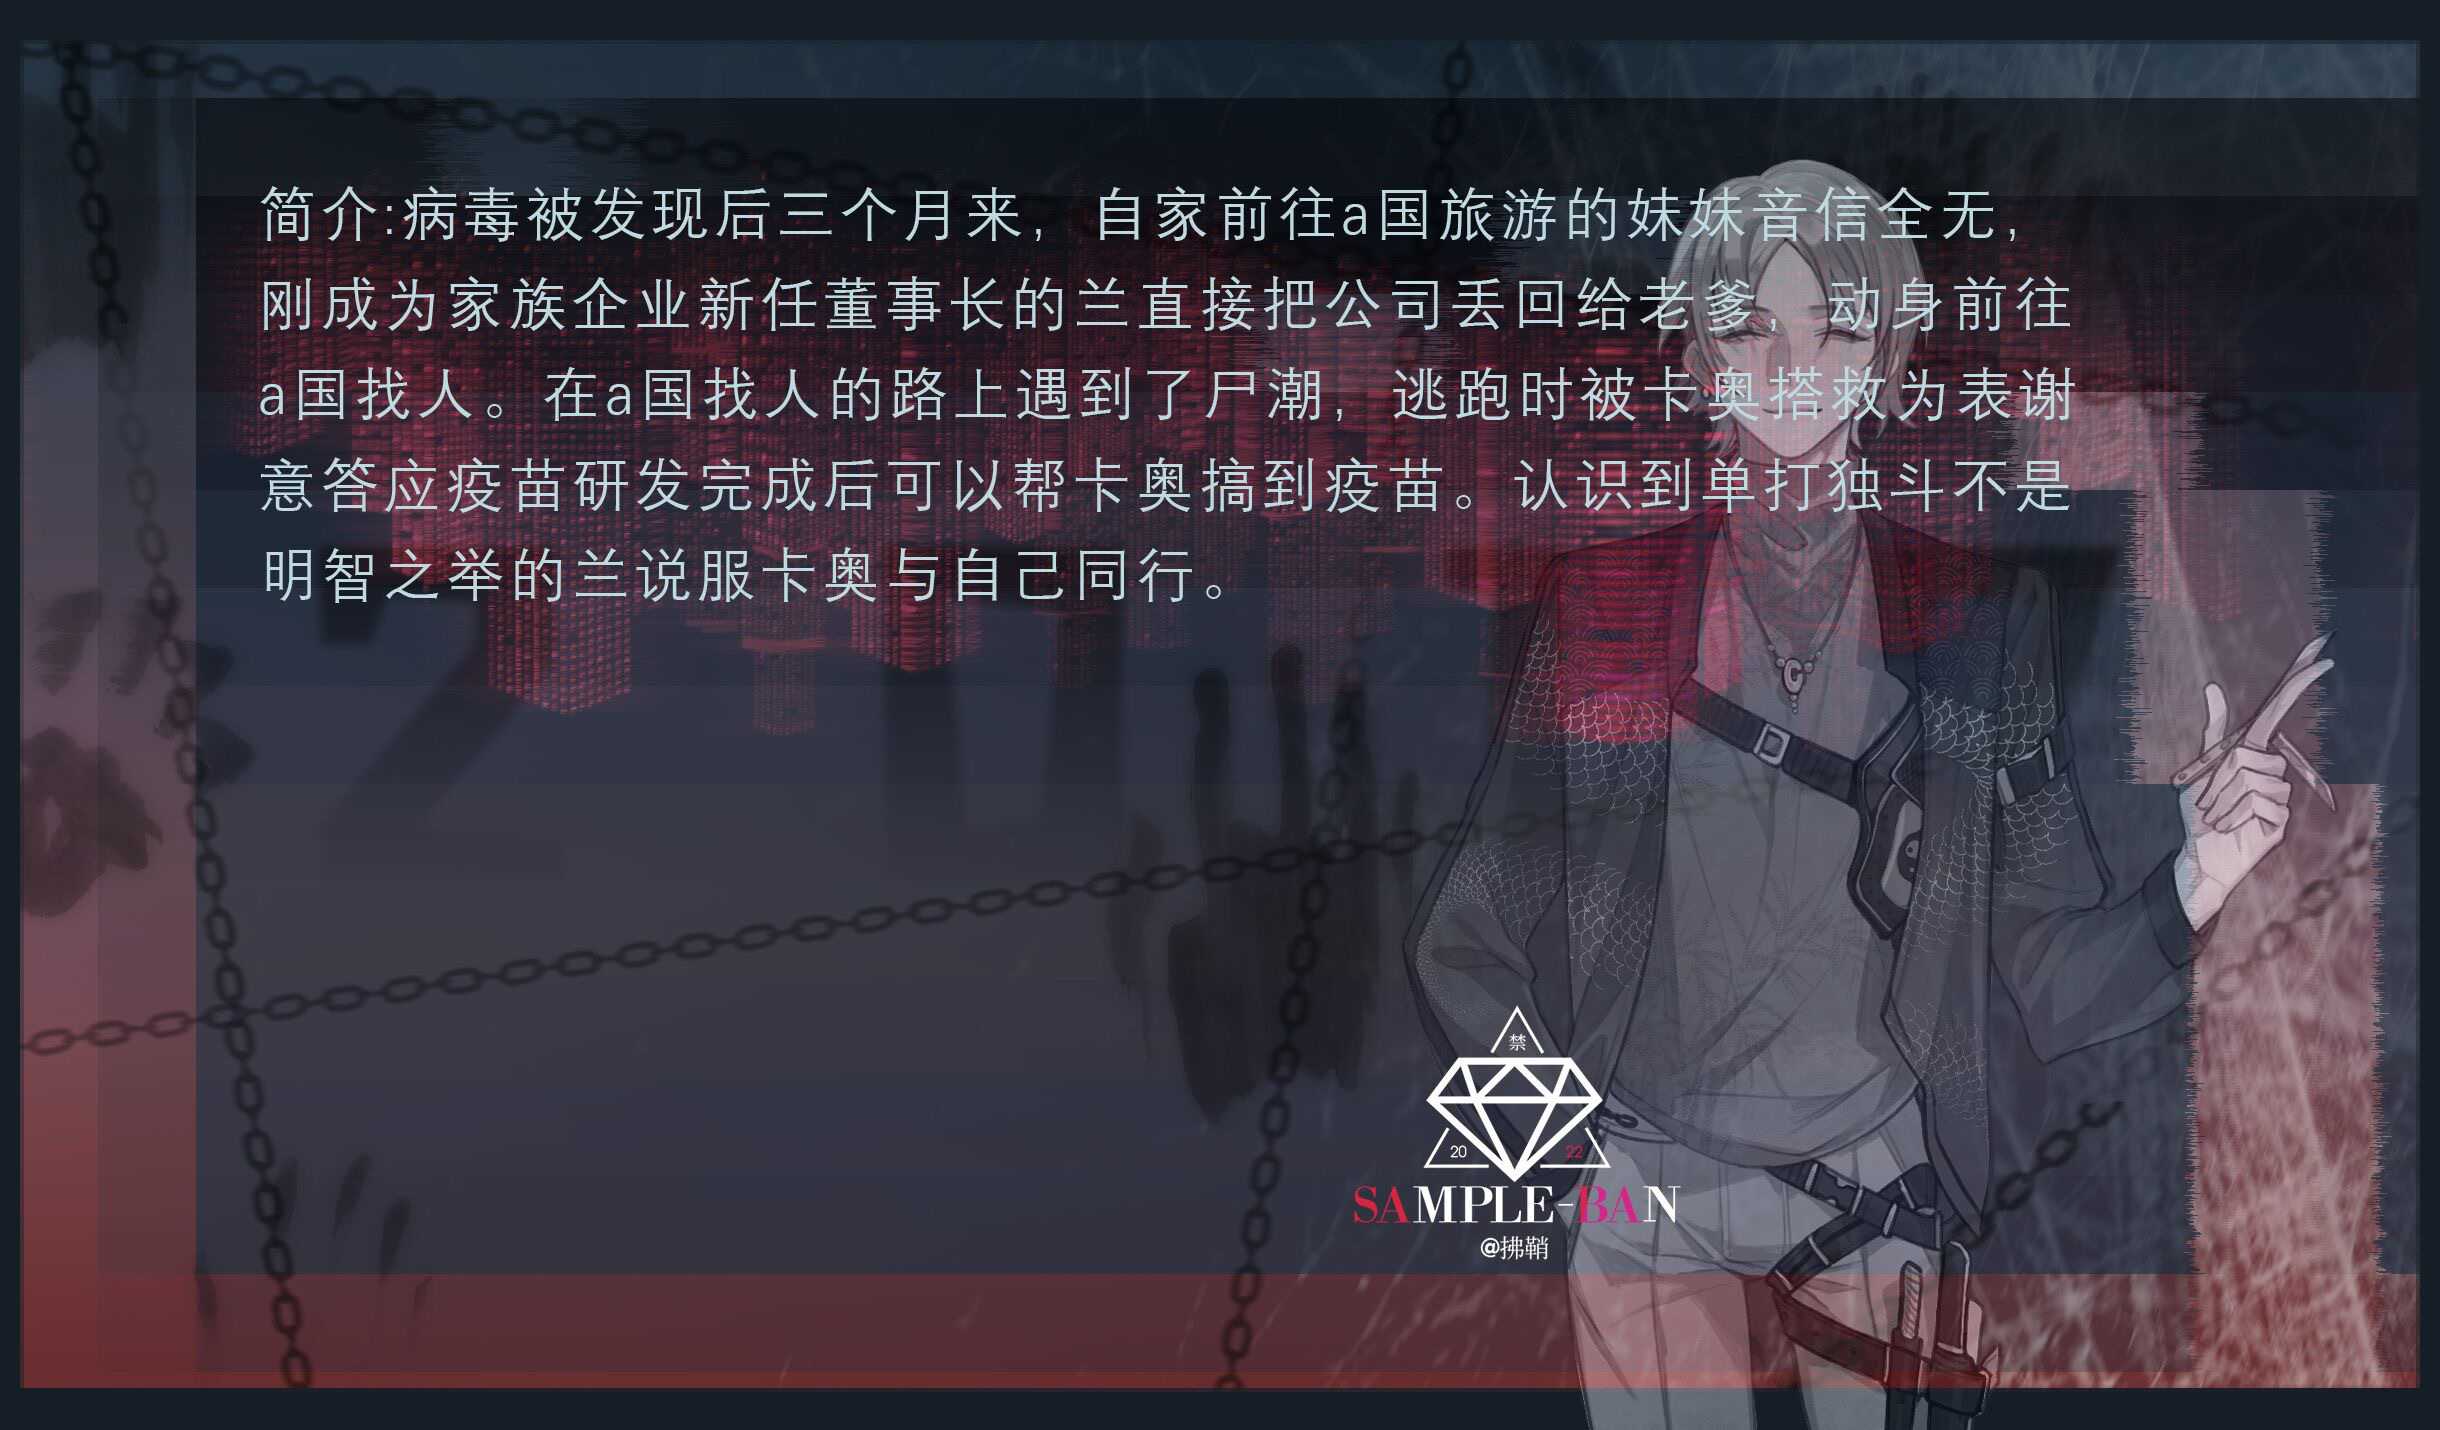 简介:病毒被发现后三个月来，自家前往a国旅游的妹妹音信全无，
刚成为家族企业新任董事长的兰直接把公司丢回给老爹，动身前往
a国找人。在a国找人的路上遇到了尸潮，逃跑时被卡奥搭救为表谢
意答应疫苗研发完成后可以帮卡奥搞到疫苗。认识到单打独斗不是
明智之举的兰说服卡奥与自己同行。
禁
20 22
SAMPLE-BAN
@拂鞘